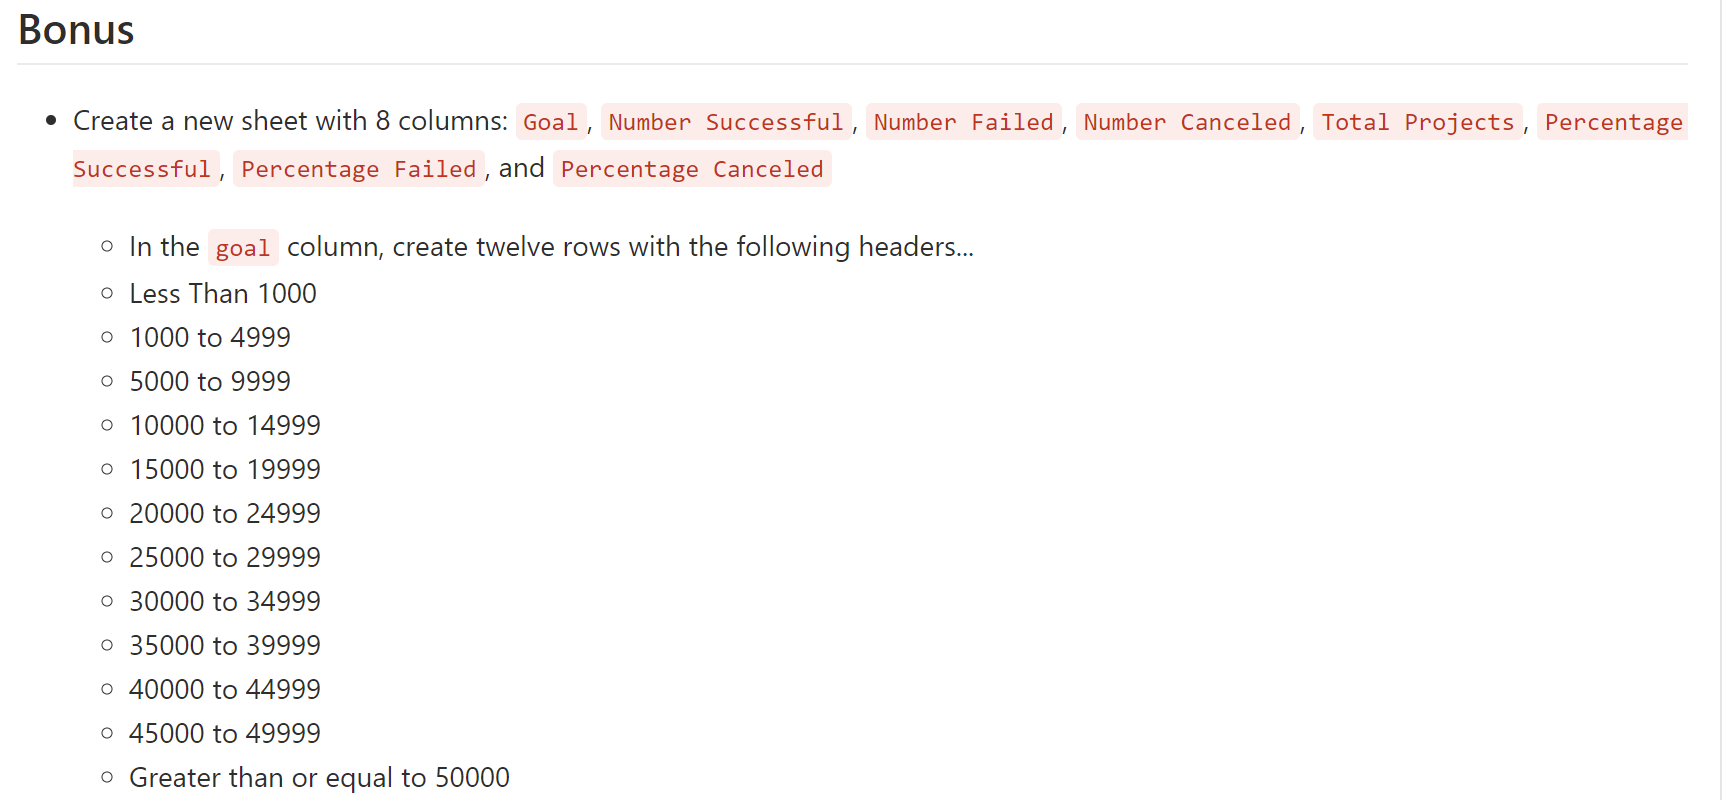 Bonus
Create a new sheet with 8 columns: Goal, Number Successful, Number Failed, Number Canceled, Total Projects, Percentage
Successful, Percentage Failed, and Percentage Canceled
In the goal column, create twelve rows with the following headers...
Less Than 1000
1000 to 4999
5000 to 9999
10000 to 14999
15000 to 19999
20000 to 24999
25000 to 29999
30000 to 34999
35000 to 39999
40000 to 44999
45000 to 49999
Greater than or equal to 50000